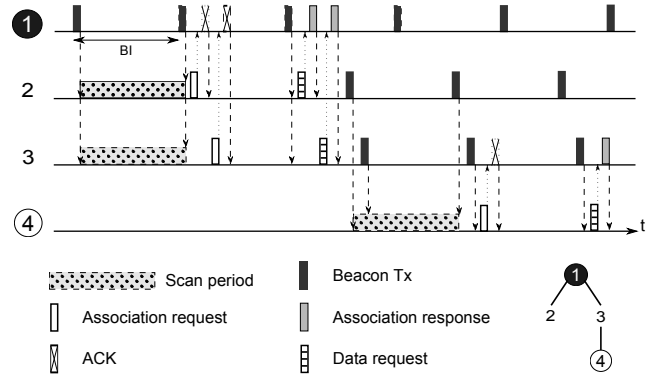 1
BI
2
3
4
t
Scan period
Beacon Tx
Association request
Association response
ACK
Data request
1
2 3
4